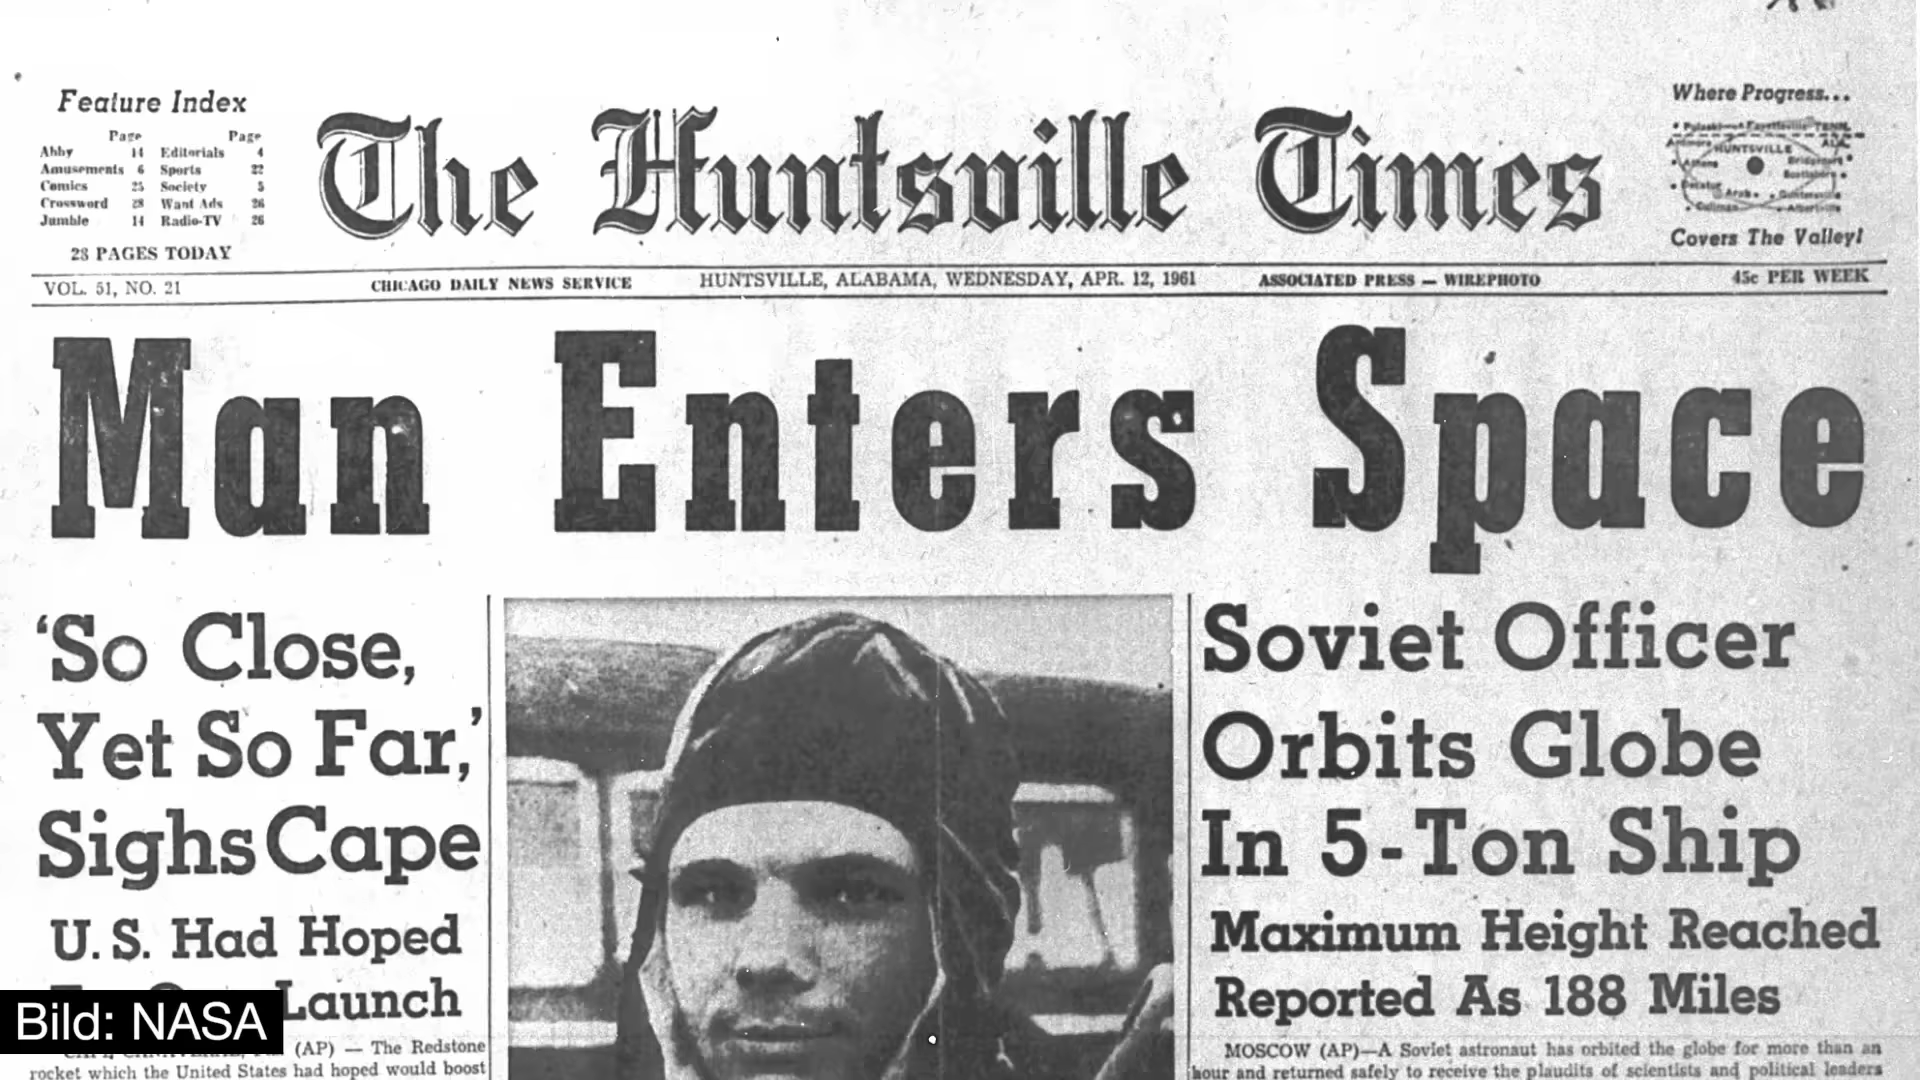 Feature Index
Page Page
Abby 14 Editorials 4
Amusements 6 Sports 22
Comics 25 Society 5
Crossword 28 Want Ads 26
Jumble 14 Radio-TV 26
28 PAGES TODAY
The Huntsville Times
Where Progress...
HUNTSVILLE
Covers The Valley!
VOL. 51, NO. 21 CHICAGO DAILY NEWS SERVICE HUNTSVILLE, ALABAMA, WEDNESDAY, APR. 12, 1961 ASSOCIATED PRESS — WIREPHOTO 45c PER WEEK
Man Enters Space
'So Close,
Yet So Far,'
Sighs Cape
U. S. Had Hoped
Launch
(AP) — The Redstone
rocket which the United States had hoped would boost
Soviet Officer
Orbits Globe
In 5-Ton Ship
Maximum Height Reached
Reported As 188 Miles
MOSCOW (AP)—A Soviet astronaut has orbited the globe for more than an
hour and returned safely to receive the plaudits of scientists and political leaders
Bild: NASA